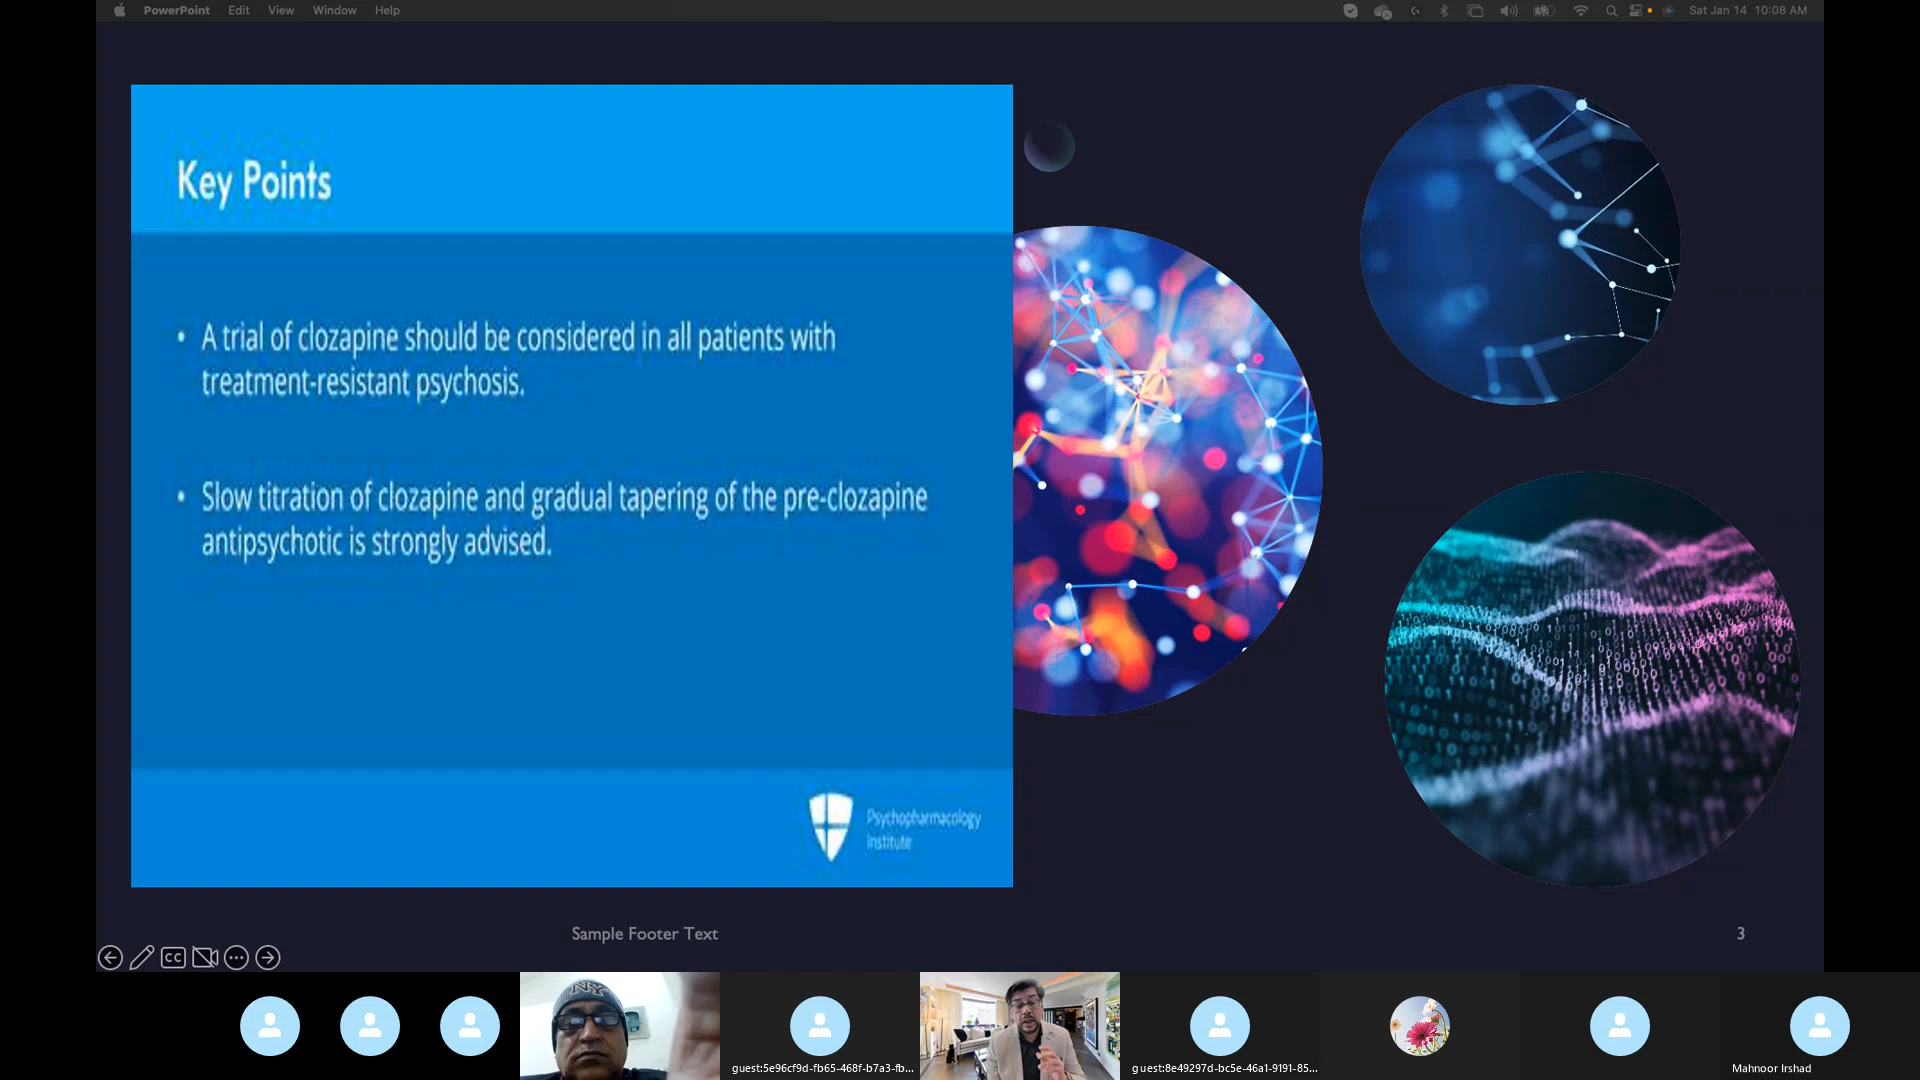 PowerPoint Edit View Window Help
Sat Jan 14 10:08 AM
Key Points
• A trial of clozapine should be considered in all patients with
treatment-resistant psychosis.
• Slow titration of clozapine and gradual tapering of the pre-clozapine
antipsychotic is strongly advised.
Psychopharmacology
Institute
Sample Footer Text
3
CC
NY
guest:5e96cf9d-fb65-468f-b7a3-fb...
guest:8e49297d-bc5e-46a1-9191-85...
Mahnoor Irshad